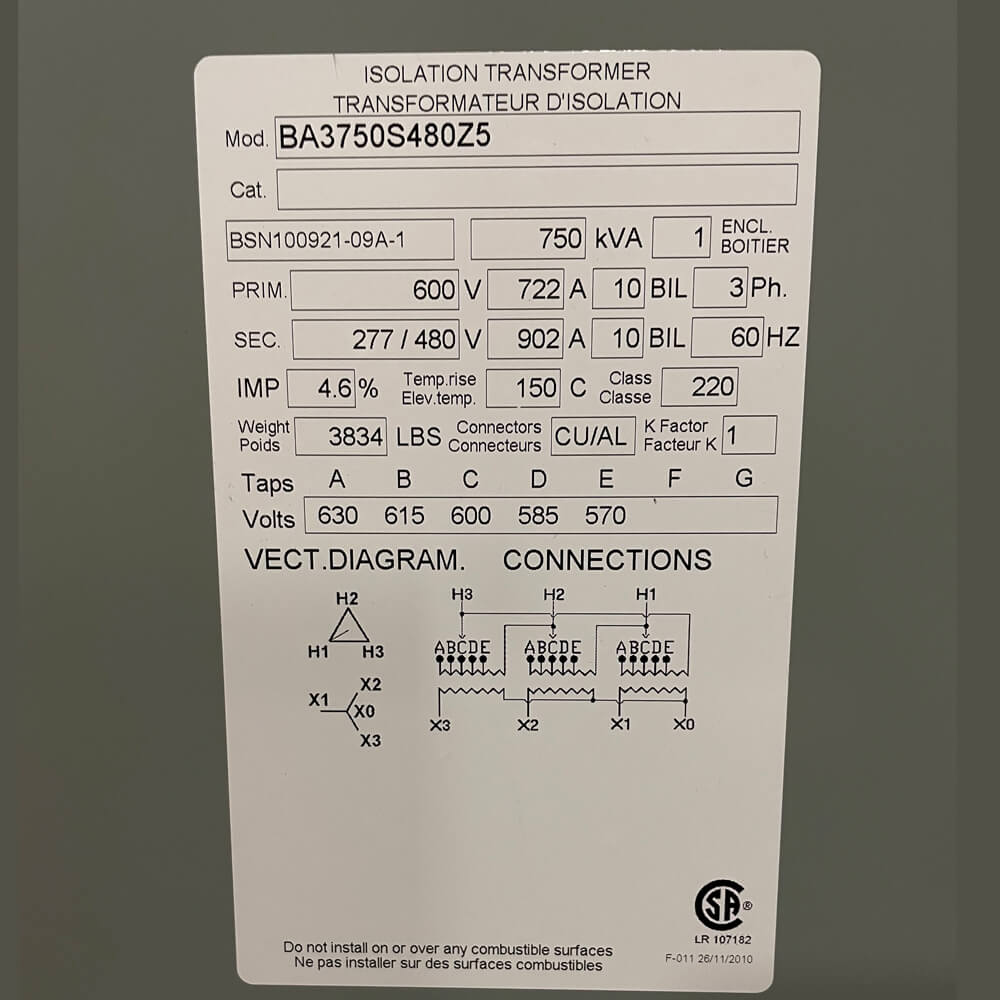 ISOLATION TRANSFORMER
TRANSFORMATEUR D'ISOLATION
Mod. BA3750S480Z5
Cat.
BSN100921-09A-1 750 kVA 1 ENCL. BOITIER
PRIM. 600 V 722 A 10 BIL 3 Ph.
SEC. 277 / 480 V 902 A 10 BIL 60 HZ
IMP 4.6 % Temp.rise Elev.temp. 150 C Class Classe 220
Weight Poids 3834 LBS Connectors Connecteurs CU/AL K Factor Facteur K 1
Taps A B C D E F G
Volts 630 615 600 585 570
VECT.DIAGRAM. CONNECTIONS
H2
H1 H3
X1 X2
X0
X3
H3 H2 H1
ABCDE ABCDE ABCDE
X3 X2 X1 X0
SA ®
LR 107182
F-011 26/11/2010
Do not install on or over any combustible surfaces
Ne pas installer sur des surfaces combustibles